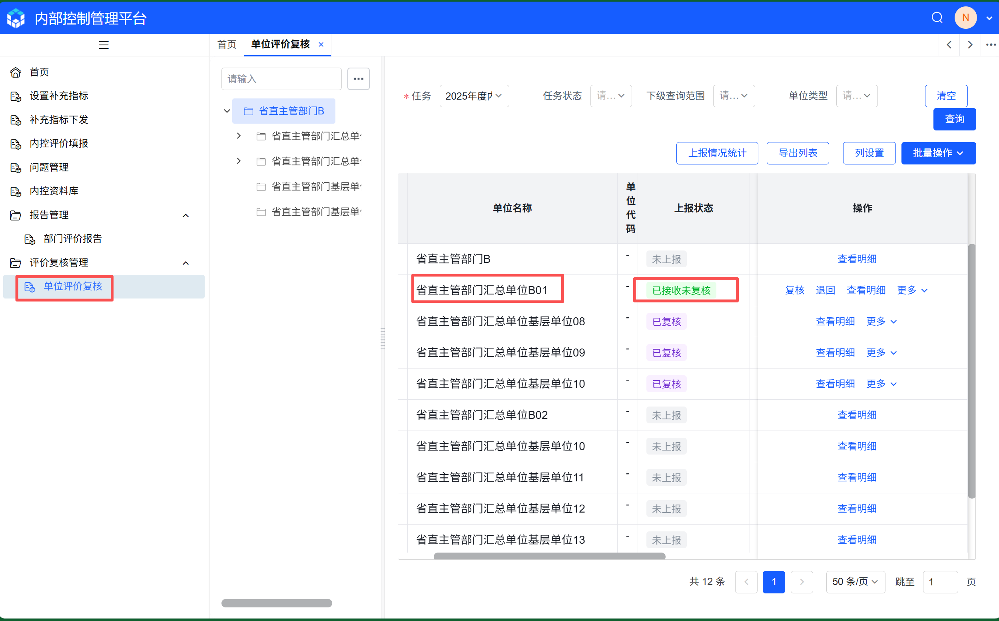 内部控制管理平台
N
首页
单位评价复核
首页
设置补充指标
补充指标下发
内控评价填报
问题管理
内控资料库
报告管理
部门评价报告
评价复核管理
单位评价复核
请输入
省直主管部门B
省直主管部门汇总单
省直主管部门汇总单
省直主管部门基层单
省直主管部门基层单
* 任务 2025年度 任务状态 请... 下级查询范围 请... 单位类型 请... 清空
查询
上报情况统计 导出列表 列设置 批量操作
单位名称 单位代码 上报状态 操作
省直主管部门B 未上报 查看明细
省直主管部门汇总单位B01 已接收未复核 复核 退回 查看明细 更多
省直主管部门汇总单位基层单位08 已复核 查看明细 更多
省直主管部门汇总单位基层单位09 已复核 查看明细 更多
省直主管部门汇总单位基层单位10 已复核 查看明细 更多
省直主管部门汇总单位B02 未上报 查看明细
省直主管部门汇总单位基层单位10 未上报 查看明细
省直主管部门汇总单位基层单位11 未上报 查看明细
省直主管部门汇总单位基层单位12 未上报 查看明细
省直主管部门汇总单位基层单位13 未上报 查看明细
共 12 条 1 50 条/页 跳至 1 页